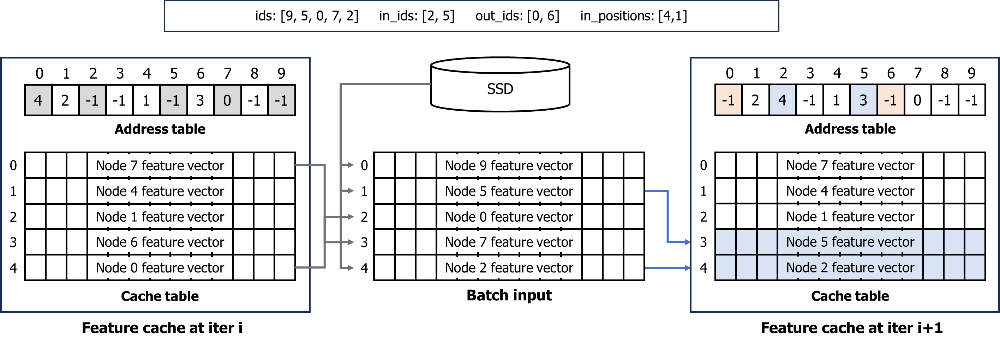 ids: [9, 5, 0, 7, 2] in_ids: [2, 5] out_ids: [0, 6] in_positions: [4,1]
0 1 2 3 4 5 6 7 8 9
4 2 -1 -1 1 -1 3 0 -1 -1
Address table
0 Node 7 feature vector
1 Node 4 feature vector
2 Node 1 feature vector
3 Node 6 feature vector
4 Node 0 feature vector
Cache table
Feature cache at iter i
SSD
0 Node 9 feature vector
1 Node 5 feature vector
2 Node 0 feature vector
3 Node 7 feature vector
4 Node 2 feature vector
Batch input
0 1 2 3 4 5 6 7 8 9
-1 2 4 -1 1 3 -1 0 -1 -1
Address table
0 Node 7 feature vector
1 Node 4 feature vector
2 Node 1 feature vector
3 Node 5 feature vector
4 Node 2 feature vector
Cache table
Feature cache at iter i+1